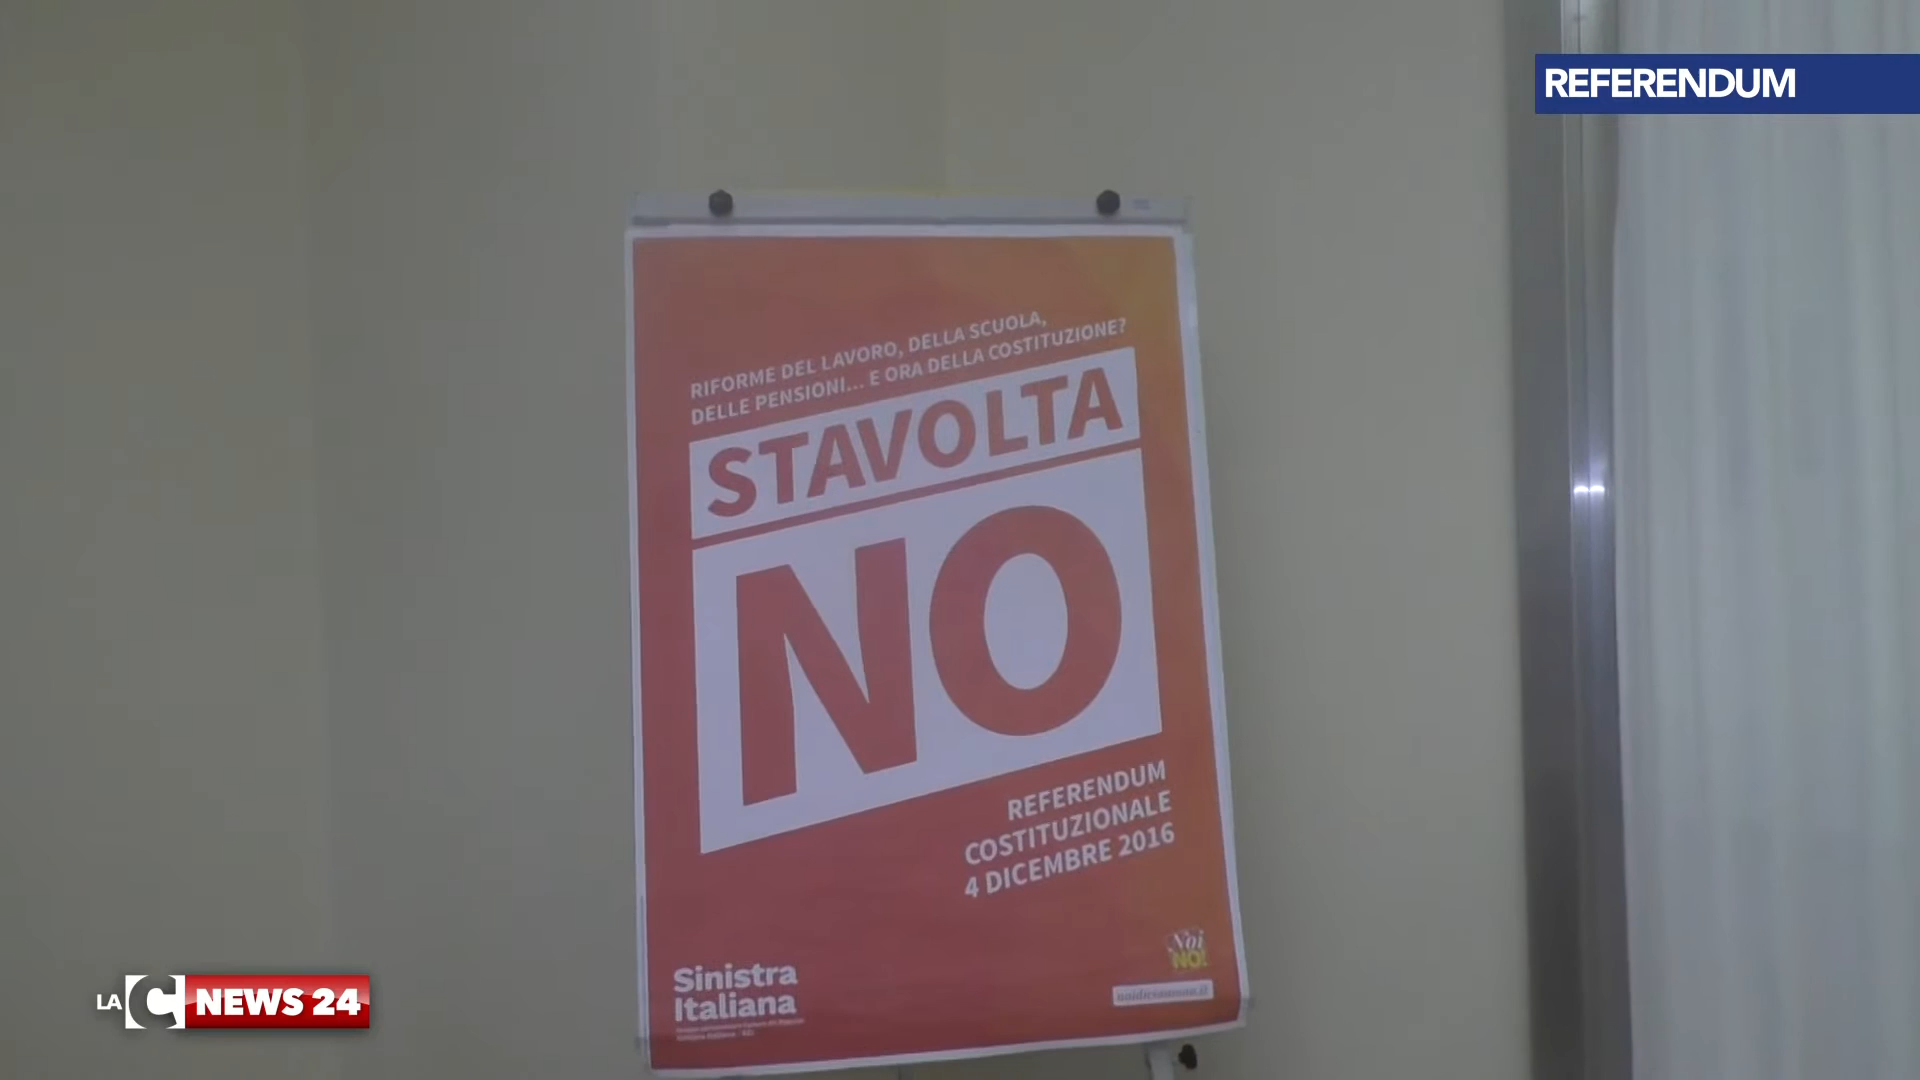 REFERENDUM
RIFORME DEL LAVORO, DELLA SCUOLA,
DELLE PENSIONI... E ORA DELLA COSTITUZIONE?
STAVOLTA
NO
REFERENDUM
COSTITUZIONALE
4 DICEMBRE 2016
Noi
NO!
Sinistra
Italiana
LA C NEWS 24